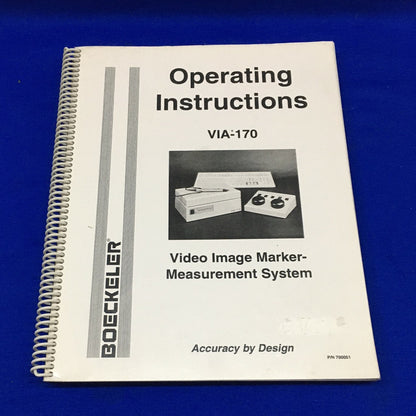 Operating
Instructions
VIA-170
Video Image Marker-
Measurement System
BOECKELER®
Accuracy by Design
P/N 790051